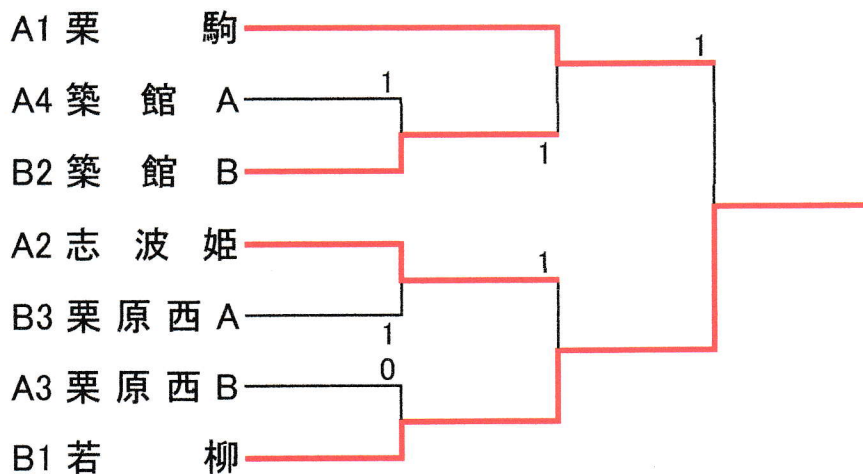 A1 栗 駒
1
A4 築 館 A
1
B2 築 館 B
1
A2 志 波 姫
1
B3 栗 原 西 A
1
0
A3 栗 原 西 B
B1 若 柳